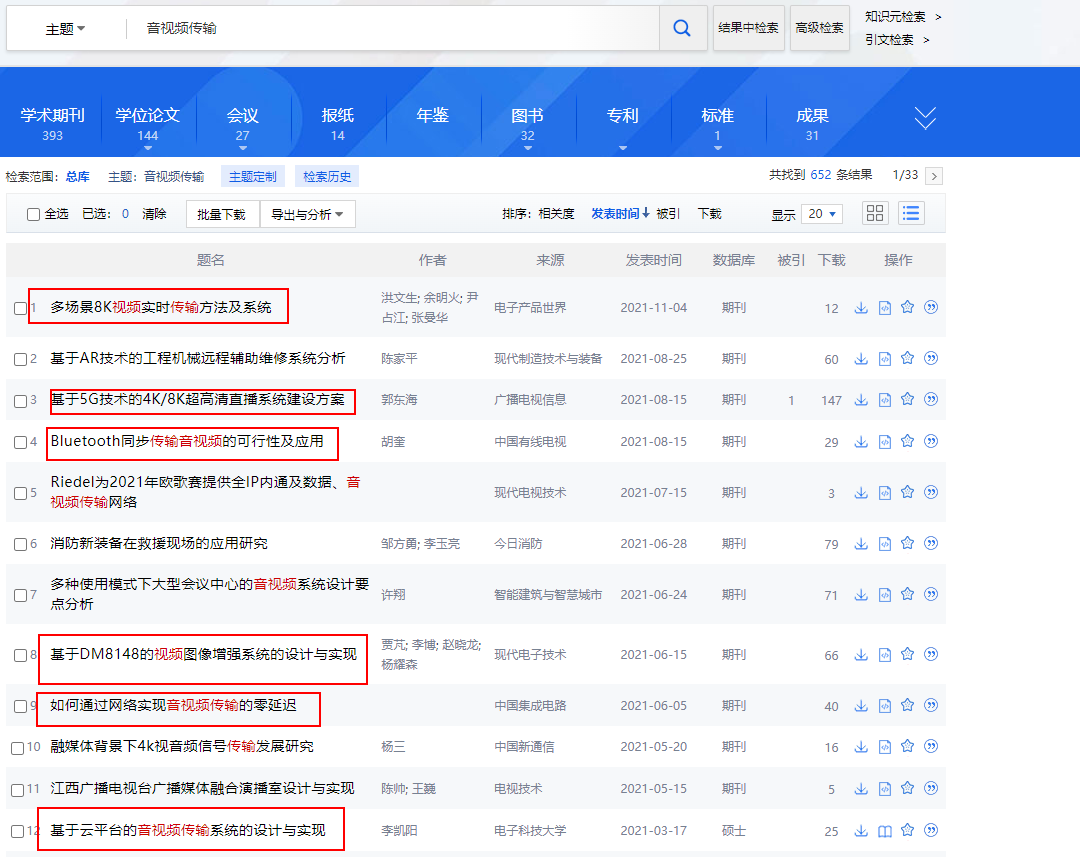 主题 音视频传输 结果中检索 高级检索 知识元检索 >
引文检索 >
学术期刊 学位论文 会议 报纸 年鉴 图书 专利 标准 成果
393 144 27 14 32 1 31
检索范围: 总库 主题: 音视频传输 主题定制 检索历史 共找到 652 条结果 1/33 >
全选 已选: 0 清除 批量下载 导出与分析 排序: 相关度 发表时间↓ 被引 下载 显示 20
题名 作者 来源 发表时间 数据库 被引 下载 操作
1 多场景8K视频实时传输方法及系统 洪文生; 余明火; 尹占江; 张曼华 电子产品世界 2021-11-04 期刊 12
2 基于AR技术的工程机械远程辅助维修系统分析 陈家平 现代制造技术与装备 2021-08-25 期刊 60
3 基于5G技术的4K/8K超高清直播系统建设方案 郭东海 广播电视信息 2021-08-15 期刊 1 147
4 Bluetooth同步传输音视频的可行性及应用 胡奎 中国有线电视 2021-08-15 期刊 29
5 Riedel为2021年欧歌赛提供全IP内通及数据、音
视频传输网络 现代电视技术 2021-07-15 期刊 3
6 消防新装备在救援现场的应用研究 邹方勇; 李玉亮 今日消防 2021-06-28 期刊 79
7 多种使用模式下大型会议中心的音视频系统设计要
点分析 许翔 智能建筑与智慧城市 2021-06-24 期刊 71
8 基于DM8148的视频图像增强系统的设计与实现 贾芃; 李博; 赵晓龙; 杨耀森 现代电子技术 2021-06-15 期刊 66
9 如何通过网络实现音视频传输的零延迟 中国集成电路 2021-06-05 期刊 40
10 融媒体背景下4k视音频信号传输发展研究 杨三 中国新通信 2021-05-20 期刊 16
11 江西广播电视台广播媒体融合演播室设计与实现 陈帅; 王巍 电视技术 2021-05-15 期刊 5
12 基于云平台的音视频传输系统的设计与实现 李凯阳 电子科技大学 2021-03-17 硕士 25